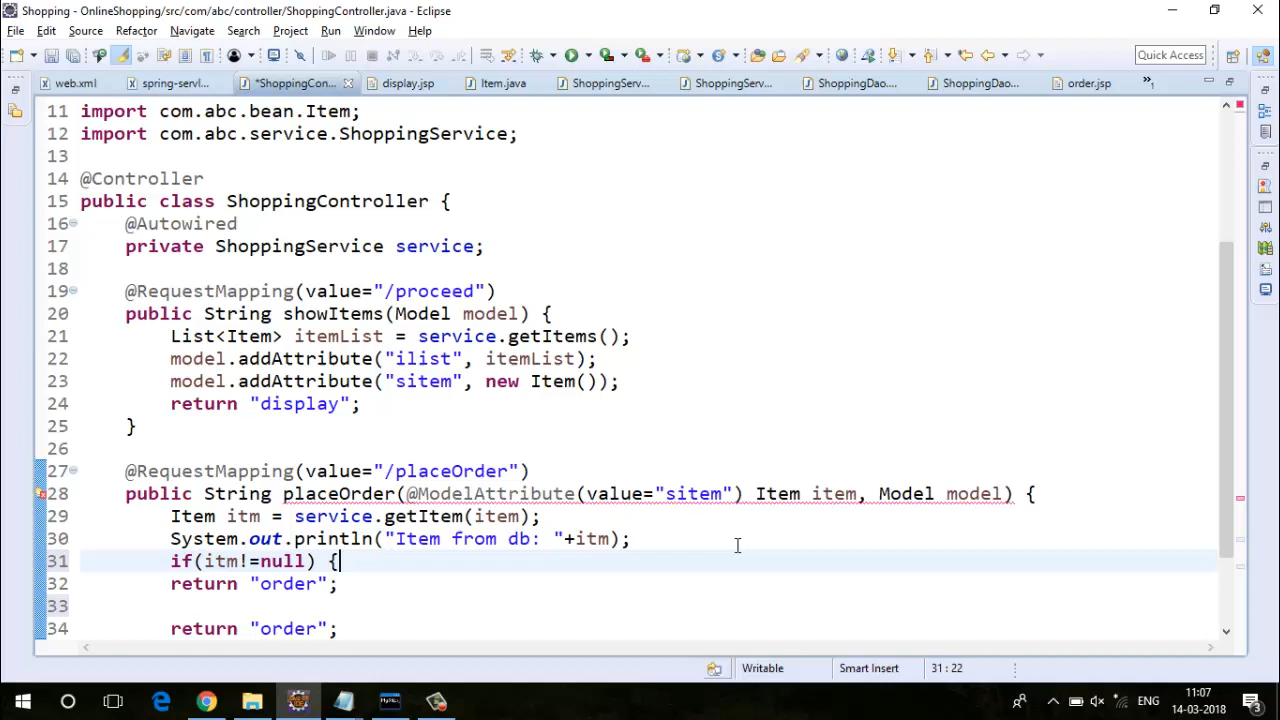 Shopping - OnlineShopping/src/com/abc/controller/ShoppingController.java - Eclipse
File Edit Source Refactor Navigate Search Project Run Window Help
Quick Access
web.xml spring-servl... *ShoppingCon... display.jsp Item.java ShoppingServ... ShoppingServ... ShoppingDao.... ShoppingDao... order.jsp »1
11 import com.abc.bean.Item;
12 import com.abc.service.ShoppingService;
13
14 @Controller
15 public class ShoppingController {
16 @Autowired
17 private ShoppingService service;
18
19 @RequestMapping(value="/proceed")
20 public String showItems(Model model) {
21 List<Item> itemList = service.getItems();
22 model.addAttribute("ilist", itemList);
23 model.addAttribute("sitem", new Item());
24 return "display";
25 }
26
27 @RequestMapping(value="/placeOrder")
28 public String placeOrder(@ModelAttribute(value="sitem") Item item, Model model) {
29 Item itm = service.getItem(item);
30 System.out.println("Item from db: "+itm);
31 if(itm!=null) {
32 return "order";
33
34 return "order";
Writable Smart Insert 31 : 22
ENG 11:07
14-03-2018 3